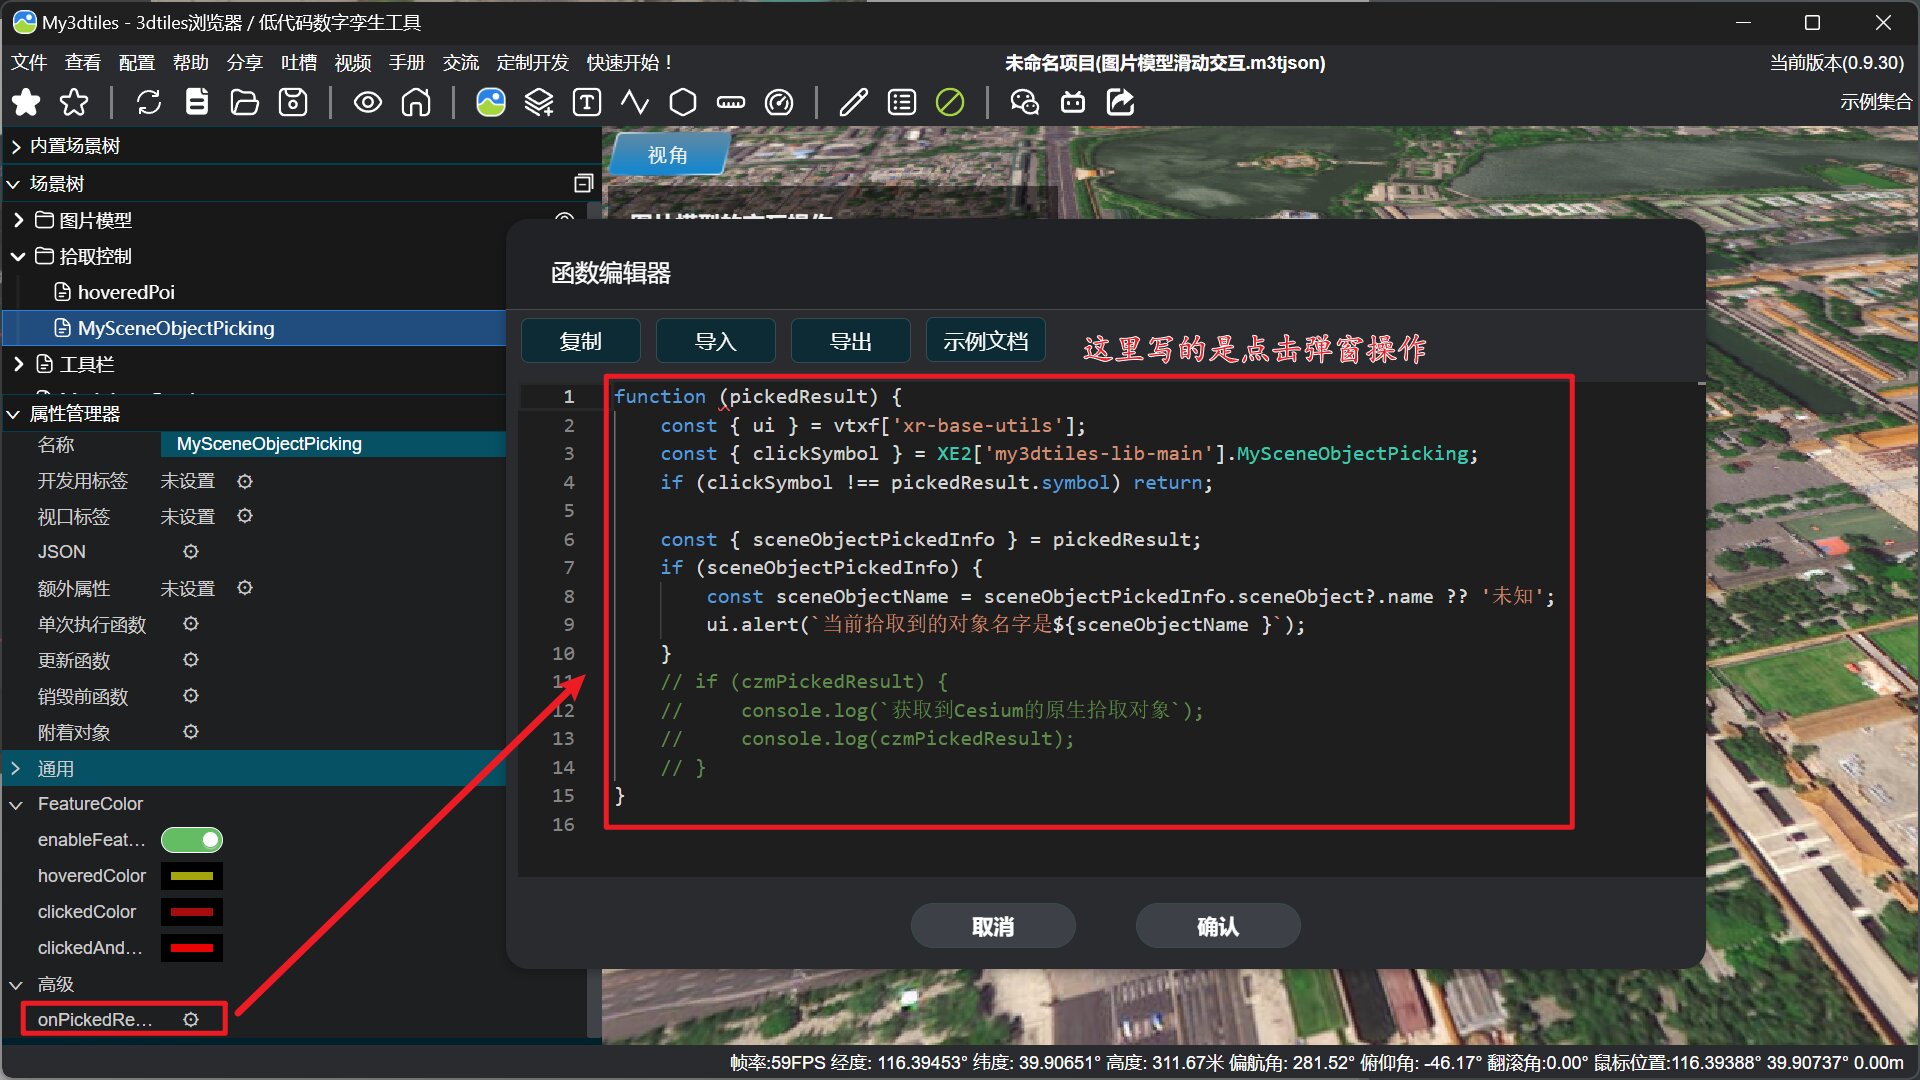 My3dtiles - 3dtiles浏览器 / 低代码数字孪生工具
文件 查看 配置 帮助 分享 吐槽 视频 手册 交流 定制开发 快速开始！
未命名项目(图片模型滑动交互.m3tjson)
当前版本(0.9.30)
示例集合
内置场景树
场景树
图片模型
拾取控制
hoveredPoi
MySceneObjectPicking
工具栏
属性管理器
名称 MySceneObjectPicking
开发用标签 未设置
视口标签 未设置
JSON
额外属性 未设置
单次执行函数
更新函数
销毁前函数
附着对象
通用
FeatureColor
enableFeat...
hoveredColor
clickedColor
clickedAnd...
高级
onPickedRe...
视角
图片模型的交互操作
函数编辑器
复制 导入 导出 示例文档
这里写的是点击弹窗操作
1 function (pickedResult) {
2 const { ui } = vtxf['xr-base-utils'];
3 const { clickSymbol } = XE2['my3dtiles-lib-main'].MySceneObjectPicking;
4 if (clickSymbol !== pickedResult.symbol) return;
5
6 const { sceneObjectPickedInfo } = pickedResult;
7 if (sceneObjectPickedInfo) {
8 const sceneObjectName = sceneObjectPickedInfo.sceneObject?.name ?? '未知';
9 ui.alert(`当前拾取到的对象名字是${sceneObjectName }`);
10 }
11 // if (czmPickedResult) {
12 // console.log(`获取到Cesium的原生拾取对象`);
13 // console.log(czmPickedResult);
14 // }
15 }
16
取消 确认
帧率:59FPS 经度: 116.39453° 纬度: 39.90651° 高度: 311.67米 偏航角: 281.52° 俯仰角: -46.17° 翻滚角:0.00° 鼠标位置:116.39388° 39.90737° 0.00m